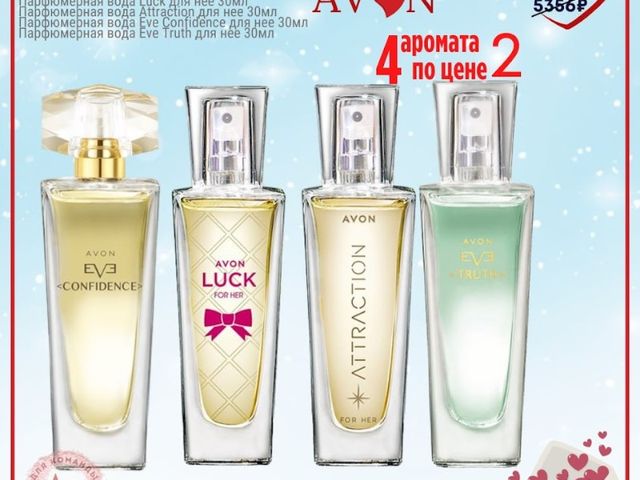 Парфюмерная вода Luck для нее 30мл
Парфюмерная вода Attraction для нее 30мл
Парфюмерная вода Eve Confidence для нее 30мл
Парфюмерная вода Eve Truth для нее 30мл
AVON
5366₽
4 аромата
по цене 2
AVON
EVE
<CONFIDENCE>
AVON
LUCK
FOR HER
AVON
ATTRACTION
FOR HER
AVON
EVE
<TRUTH>
ДЛЯ КОМАНДЫ